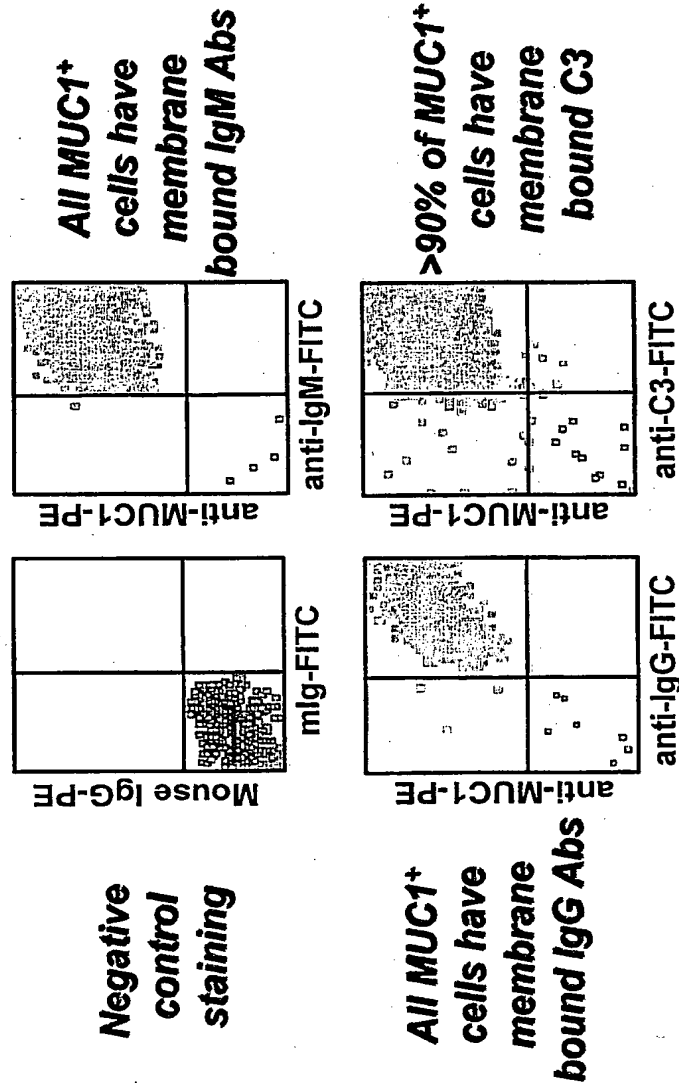 Negative
control
staining
Mouse IgG-PE
mIg-FITC
anti-MUC1-PE
anti-IgM-FITC
All MUC1+
cells have
membrane
bound IgM Abs
All MUC1+
cells have
membrane
bound IgG Abs
anti-MUC1-PE
anti-IgG-FITC
anti-MUC1-PE
anti-C3-FITC
>90% of MUC1+
cells have
membrane
bound C3